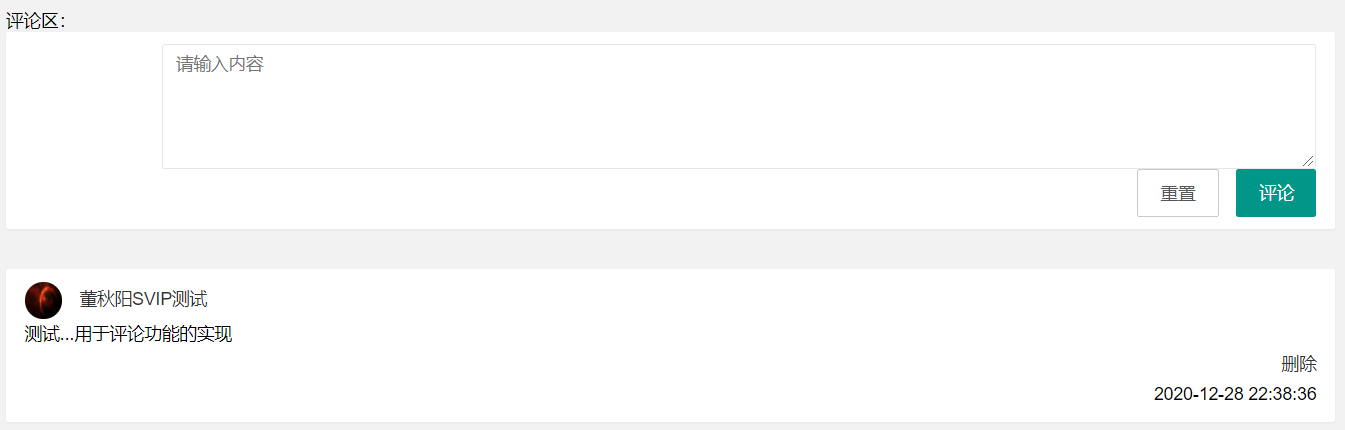 评论区：
请输入内容
重置
评论
董秋阳SVIP测试
测试...用于评论功能的实现
删除
2020-12-28 22:38:36